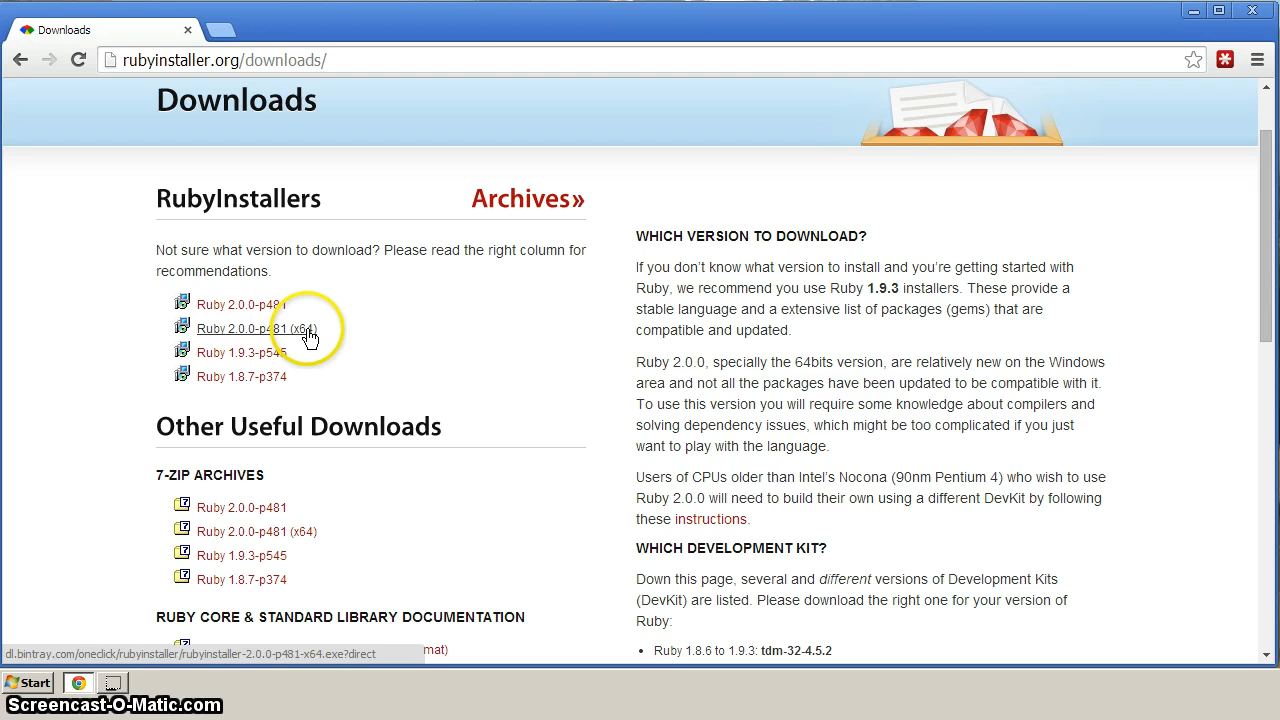 Downloads
rubyinstaller.org/downloads/
Downloads
RubyInstallers
Archives»
Not sure what version to download? Please read the right column for
recommendations.
Ruby 2.0.0-p481
Ruby 2.0.0-p481 (x64)
Ruby 1.9.3-p545
Ruby 1.8.7-p374
Other Useful Downloads
7-ZIP ARCHIVES
Ruby 2.0.0-p481
Ruby 2.0.0-p481 (x64)
Ruby 1.9.3-p545
Ruby 1.8.7-p374
RUBY CORE & STANDARD LIBRARY DOCUMENTATION
mat)
WHICH VERSION TO DOWNLOAD?
If you don't know what version to install and you're getting started with
Ruby, we recommend you use Ruby 1.9.3 installers. These provide a
stable language and a extensive list of packages (gems) that are
compatible and updated.
Ruby 2.0.0, specially the 64bits version, are relatively new on the Windows
area and not all the packages have been updated to be compatible with it.
To use this version you will require some knowledge about compilers and
solving dependency issues, which might be too complicated if you just
want to play with the language.
Users of CPUs older than Intel's Nocona (90nm Pentium 4) who wish to use
Ruby 2.0.0 will need to build their own using a different DevKit by following
these instructions.
WHICH DEVELOPMENT KIT?
Down this page, several and different versions of Development Kits
(DevKit) are listed. Please download the right one for your version of
Ruby:
• Ruby 1.8.6 to 1.9.3: tdm-32-4.5.2
dl.bintray.com/oneclick/rubyinstaller/rubyinstaller-2.0.0-p481-x64.exe?direct
Start
Screencast-O-Matic.com